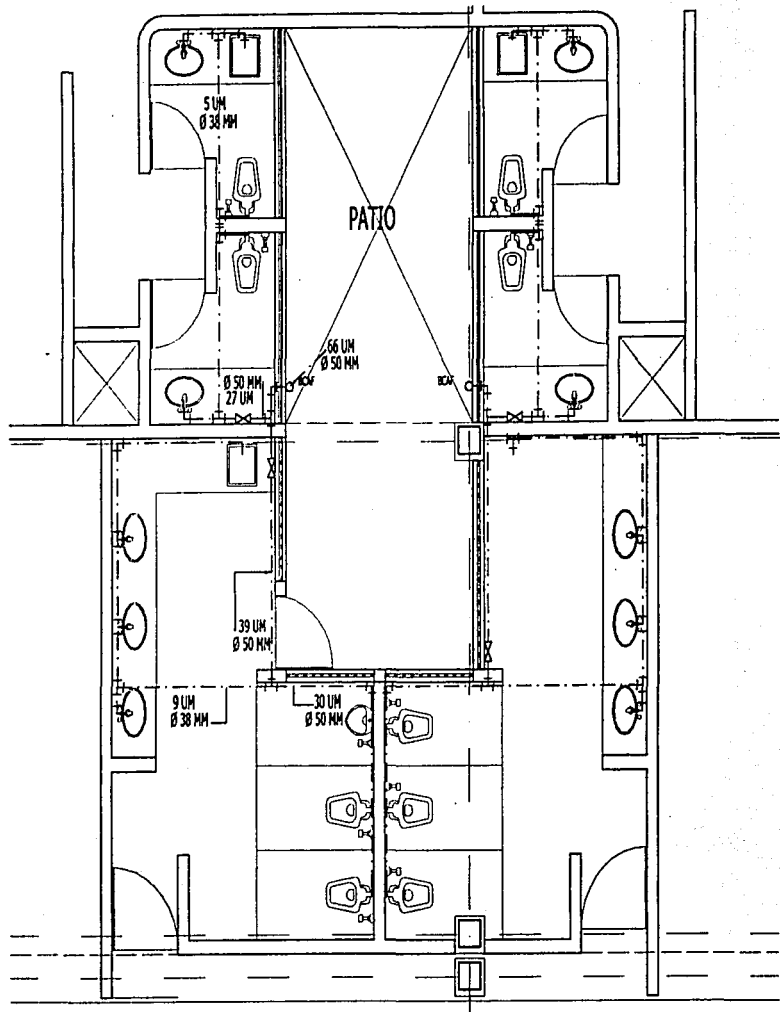 5 UM
Ø 38 MM
PATIO
66 UM
Ø 50 MM
BCAF
BCAF
Ø 50 MM
27 UM
39 UM
Ø 50 MM
9 UM
Ø 38 MM
30 UM
Ø 50 MM